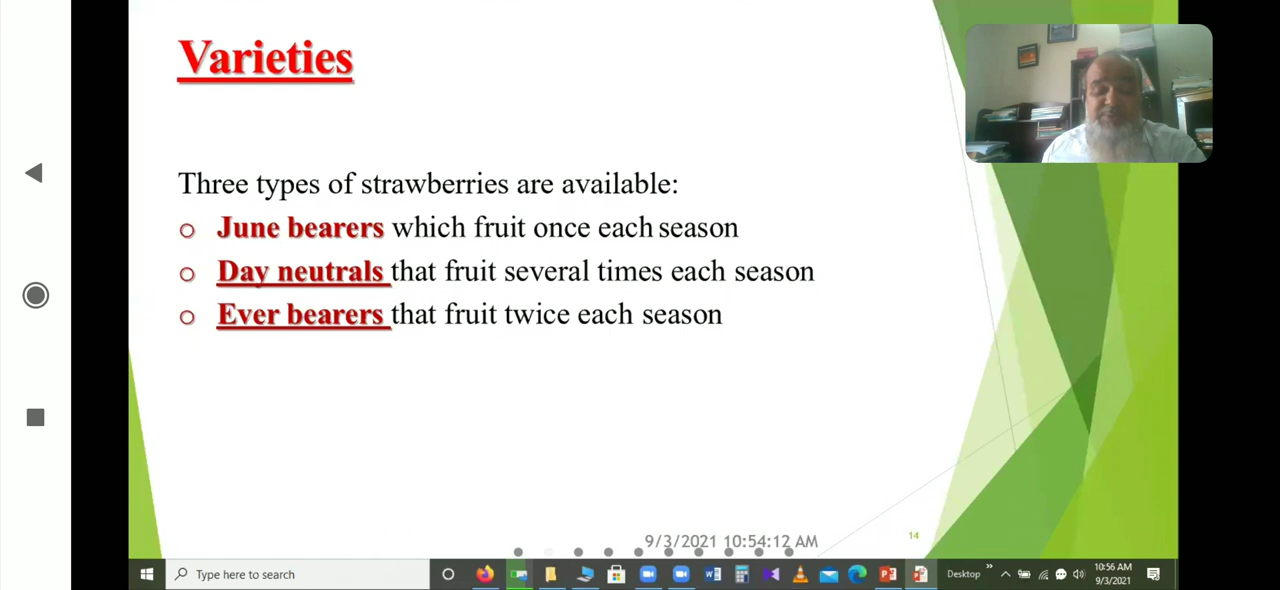 Varieties
Three types of strawberries are available:
June bearers which fruit once each season
Day neutrals that fruit several times each season
Ever bearers that fruit twice each season
9/3/2021 10:54:12 AM
14
Type here to search
Desktop
10:56 AM
9/3/2021